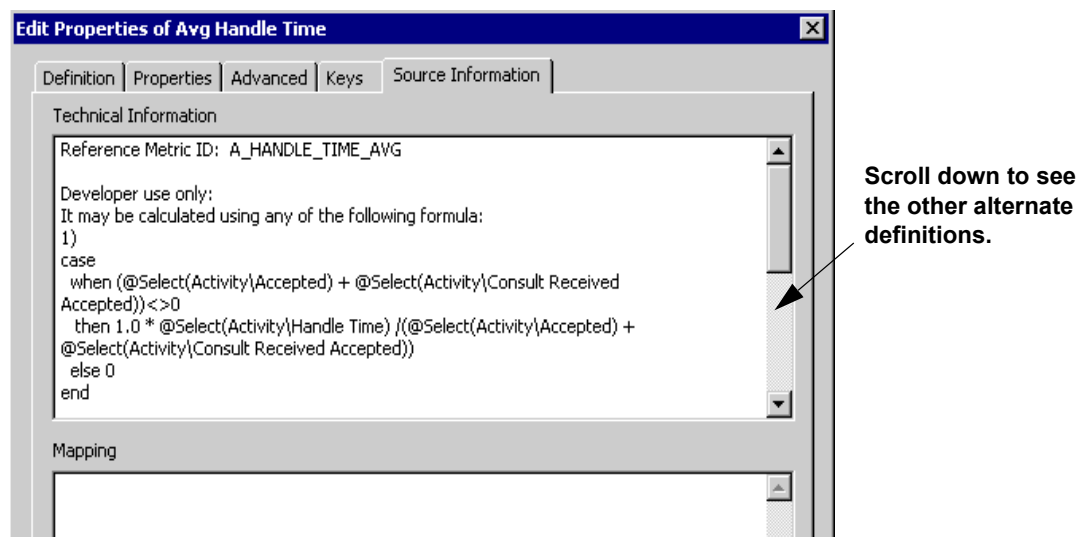 Edit Properties of Avg Handle Time
Definition Properties Advanced Keys Source Information
Technical Information
Reference Metric ID: A_HANDLE_TIME_AVG
Developer use only:
It may be calculated using any of the following formula:
1)
case
when (@Select(Activity\Accepted) + @Select(Activity\Consult Received
Accepted))<>0
then 1.0 * @Select(Activity\Handle Time) /(@Select(Activity\Accepted) +
@Select(Activity\Consult Received Accepted))
else 0
end
Scroll down to see
the other alternate
definitions.
Mapping